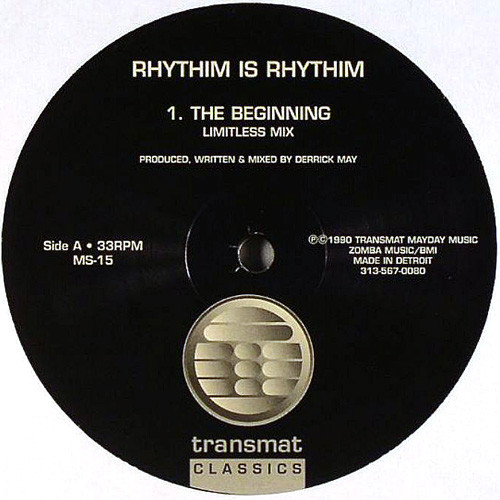 RHYTHIM IS RHYTHIM
1. THE BEGINNING
LIMITLESS MIX
PRODUCED, WRITTEN & MIXED BY DERRICK MAY
Side A • 33RPM
MS-15
℗©1990 TRANSMAT MAYDAY MUSIC
ZOMBA MUSIC/BMI
MADE IN DETROIT
313-567-0080
transmat
CLASSICS